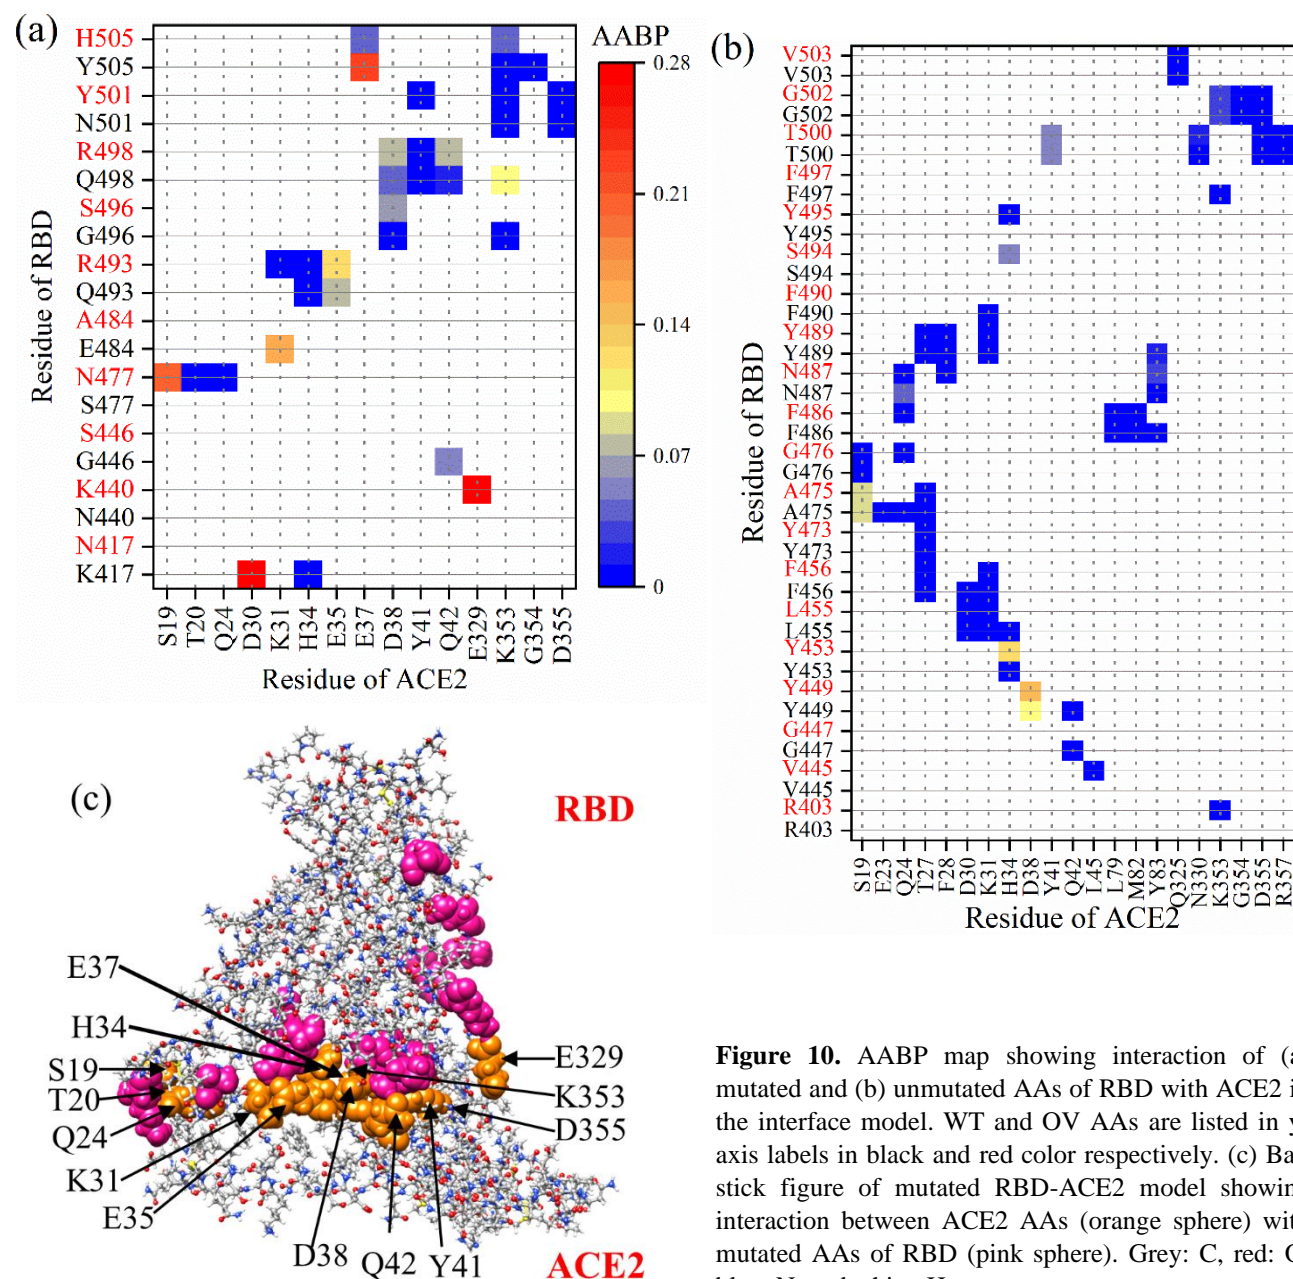 (a)
AABP
H505
Y505
Y501
N501
R498
Q498
S496
G496
R493
Q493
A484
E484
N477
S477
S446
G446
K440
N440
N417
K417
Residue of RBD
0.28
0.21
0.14
0.07
0
S19 T20 Q24 D30 K31 H34 E35 E37 D38 Y41 Q42 E329 K353 G354 D355
Residue of ACE2
(b)
V503
V503
G502
G502
T500
T500
F497
F497
Y495
Y495
S494
S494
F490
F490
Y489
Y489
N487
N487
F486
F486
G476
G476
A475
A475
Y473
Y473
F456
F456
L455
L455
Y453
Y453
Y449
Y449
G447
G447
V445
V445
R403
R403
Residue of RBD
S19 E23 Q24 T27 F28 D30 K31 H34 D38 Y41 Q42 L45 L79 M82 Y83 Q325 N330 K353 G354 D355 R357
Residue of ACE2
(c)
RBD
E37
H34
S19
T20
Q24
K31
E35
D38
Q42
Y41
E329
K353
D355
ACE2
Figure 10. AABP map showing interaction of (a
mutated and (b) unmutated AAs of RBD with ACE2 i
the interface model. WT and OV AAs are listed in y
axis labels in black and red color respectively. (c) Ba
stick figure of mutated RBD-ACE2 model showin
interaction between ACE2 AAs (orange sphere) wit
mutated AAs of RBD (pink sphere). Grey: C, red: O